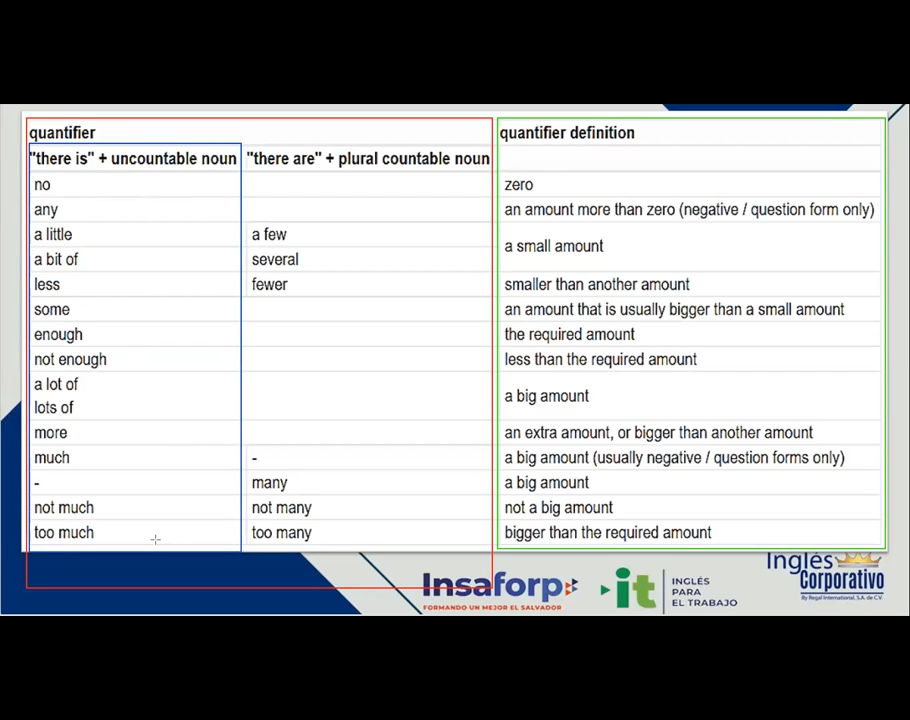 quantifier quantifier definition
"there is" + uncountable noun "there are" + plural countable noun
no zero
any an amount more than zero (negative / question form only)
a little a few
a small amount
a bit of several
less fewer smaller than another amount
some an amount that is usually bigger than a small amount
enough the required amount
not enough less than the required amount
a lot of
a big amount
lots of
more an extra amount, or bigger than another amount
much - a big amount (usually negative / question forms only)
- many a big amount
not much not many not a big amount
too much too many bigger than the required amount
Insaforp
FORMANDO UN MEJOR EL SALVADOR
it
INGLÉS
PARA
EL TRABAJO
Inglés
Corporativo
By Regal International, S.A. de C.V.